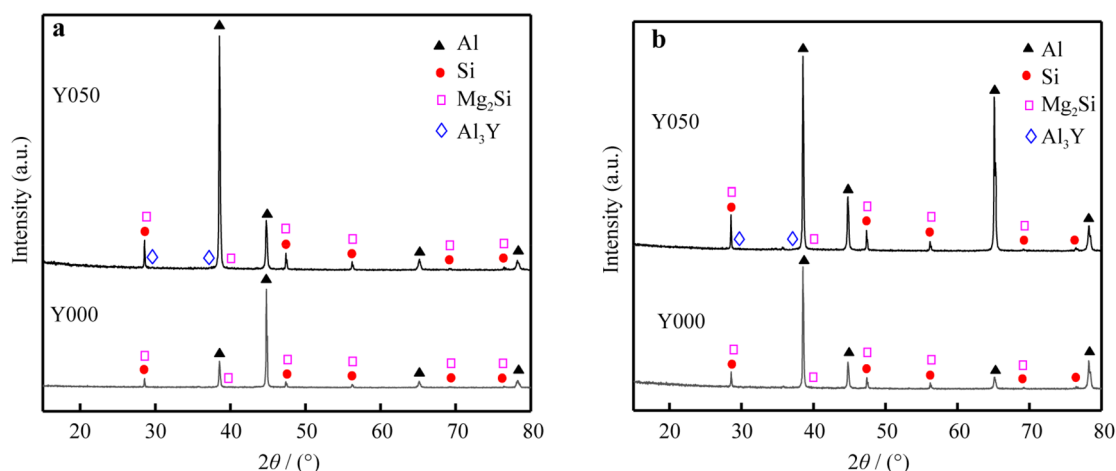 a
Al
Si
Mg₂Si
Al₃Y
Y050
Y000
Intensity (a.u.)
20 30 40 50 60 70 80
2θ / (°)
b
Al
Si
Mg₂Si
Al₃Y
Y050
Y000
Intensity (a.u.)
20 30 40 50 60 70 80
2θ / (°)